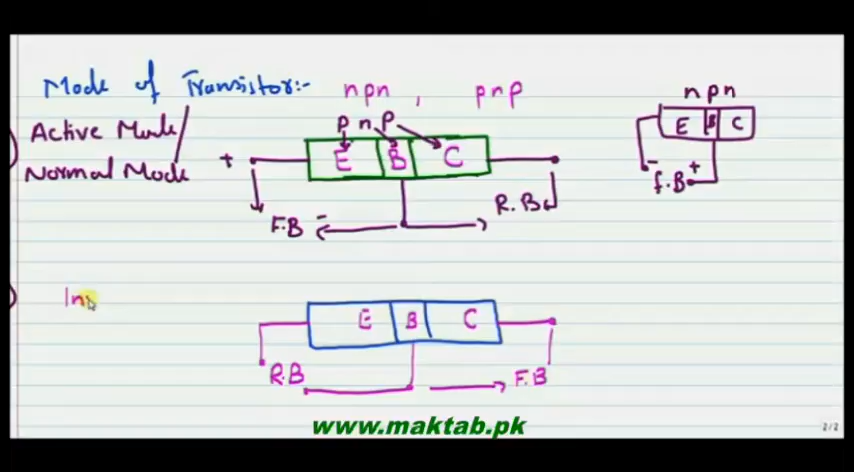 Mode of Transistor:-
npn , pnp
npn
Active Mode/
Normal Mode
p n p
+ E B C
E B C
F.B - R.B
- f.B +
In
E B C
R.B F.B
www.maktab.pk
2/2